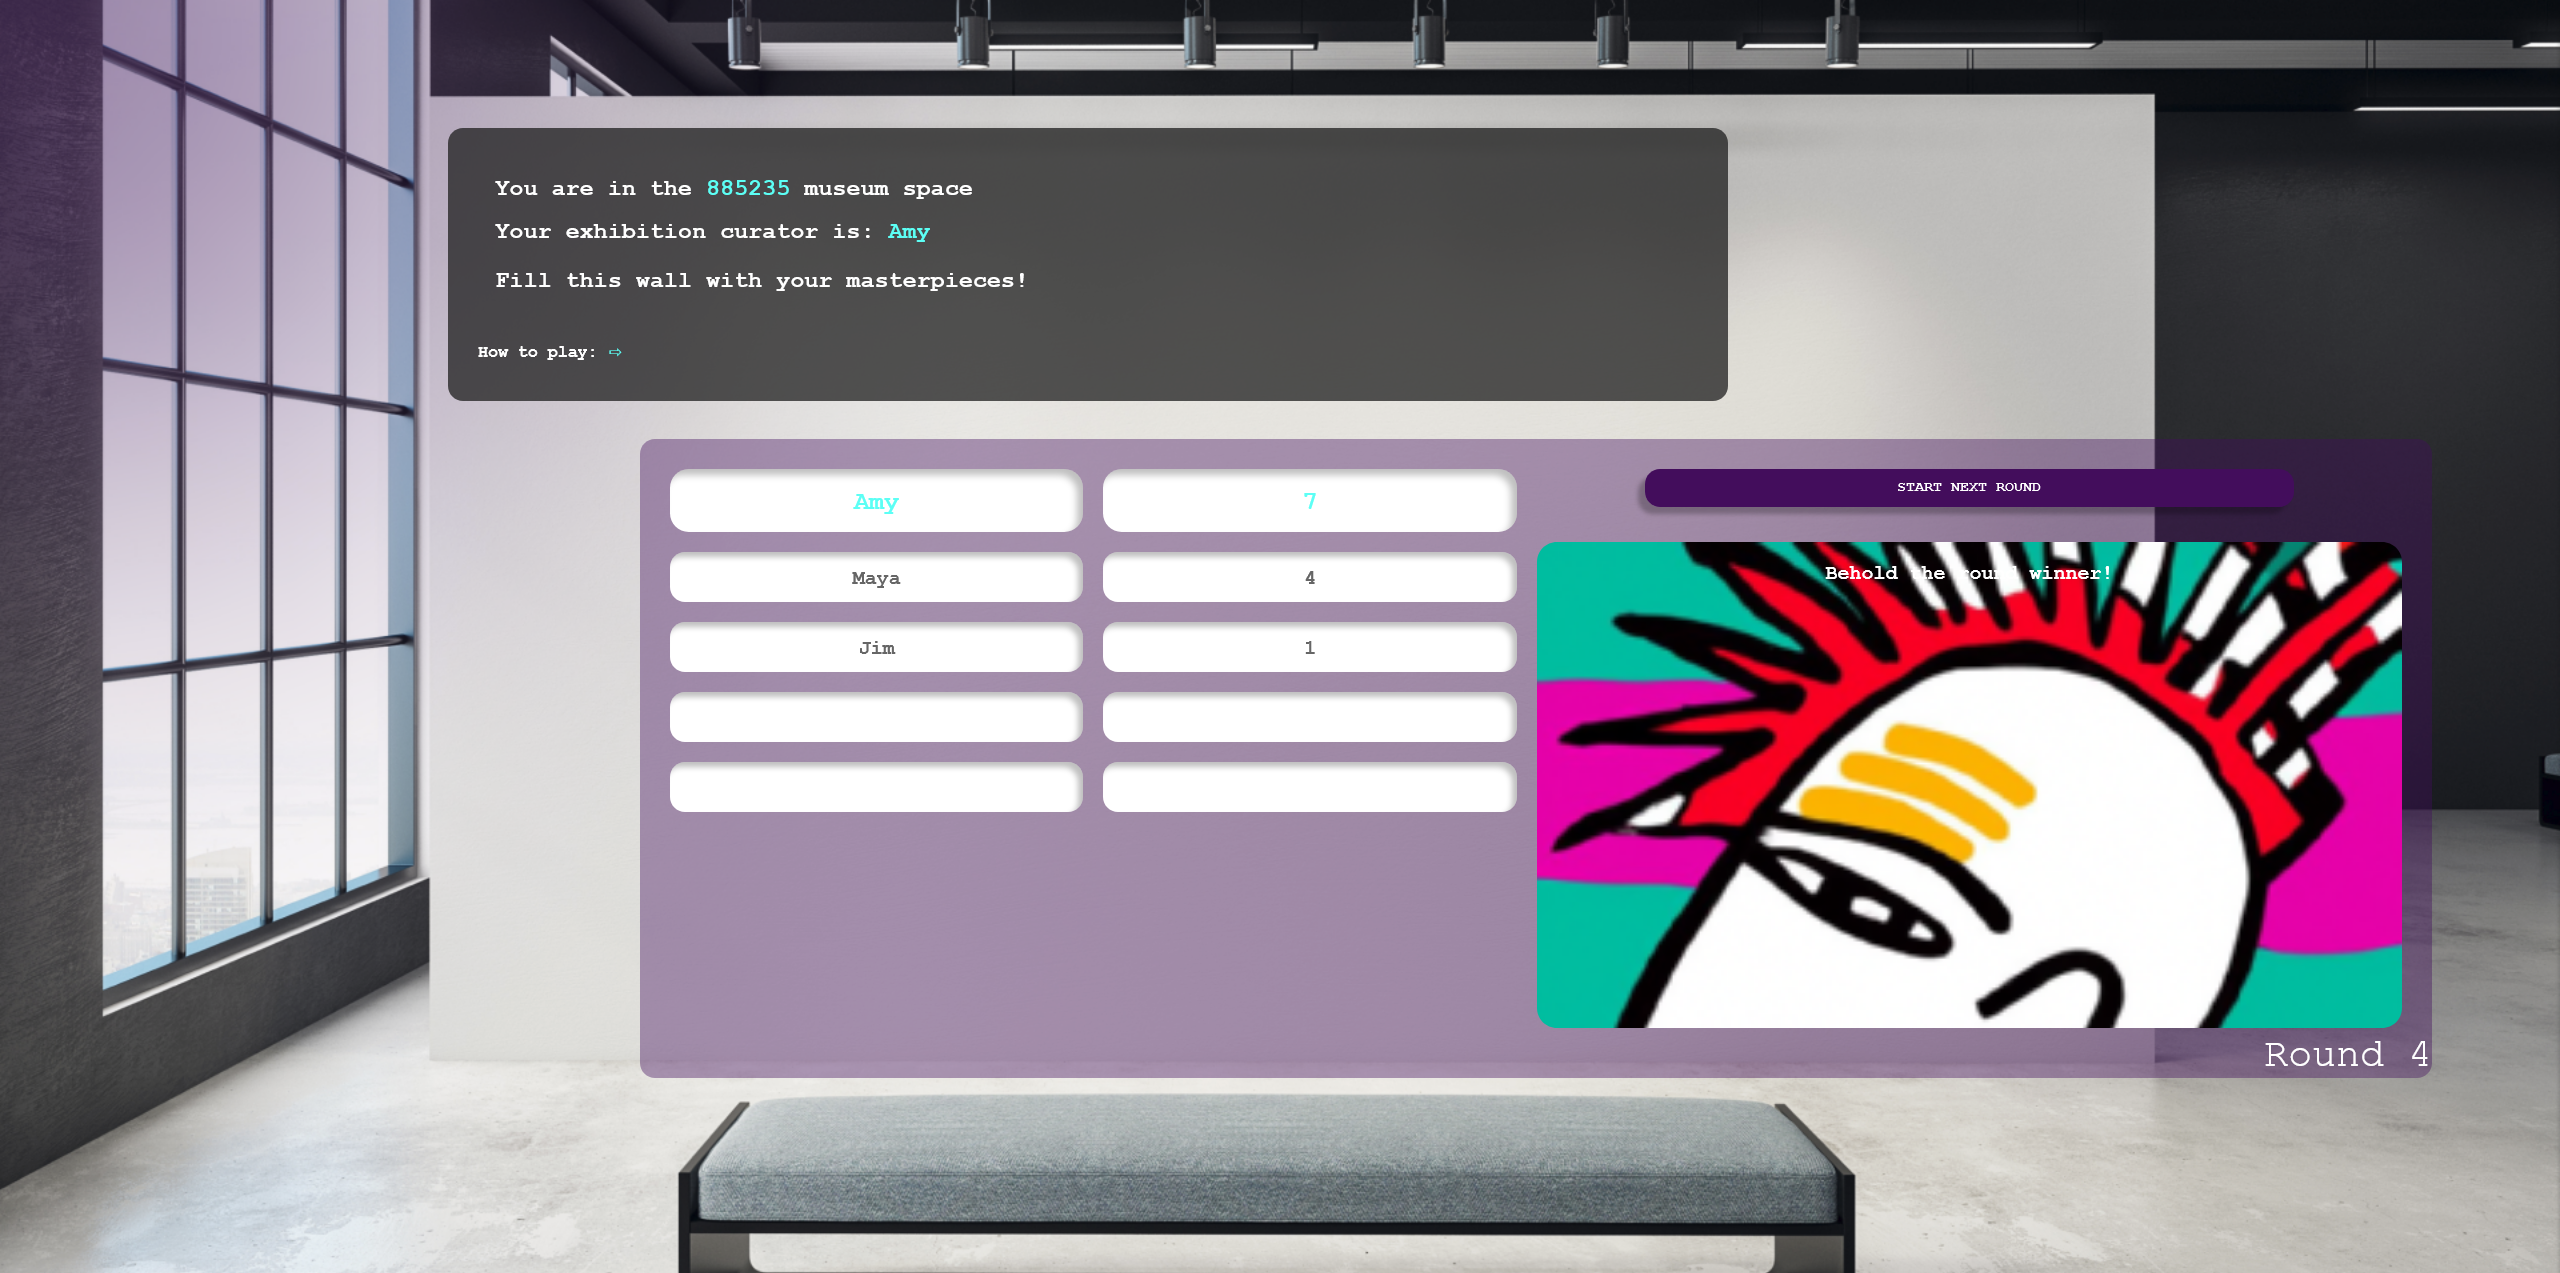 You are in the 885235 museum space
Your exhibition curator is: Amy
Fill this wall with your masterpieces!
How to play: ⇨
Amy 7
Maya 4
Jim 1
START NEXT ROUND
Behold the round winner!
Round 4